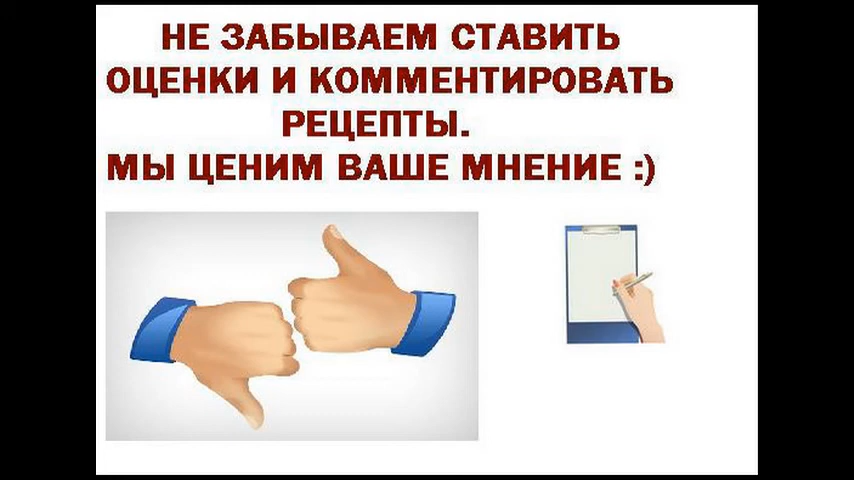 НЕ ЗАБЫВАЕМ СТАВИТЬ
ОЦЕНКИ И КОММЕНТИРОВАТЬ
РЕЦЕПТЫ.
МЫ ЦЕНИМ ВАШЕ МНЕНИЕ :)